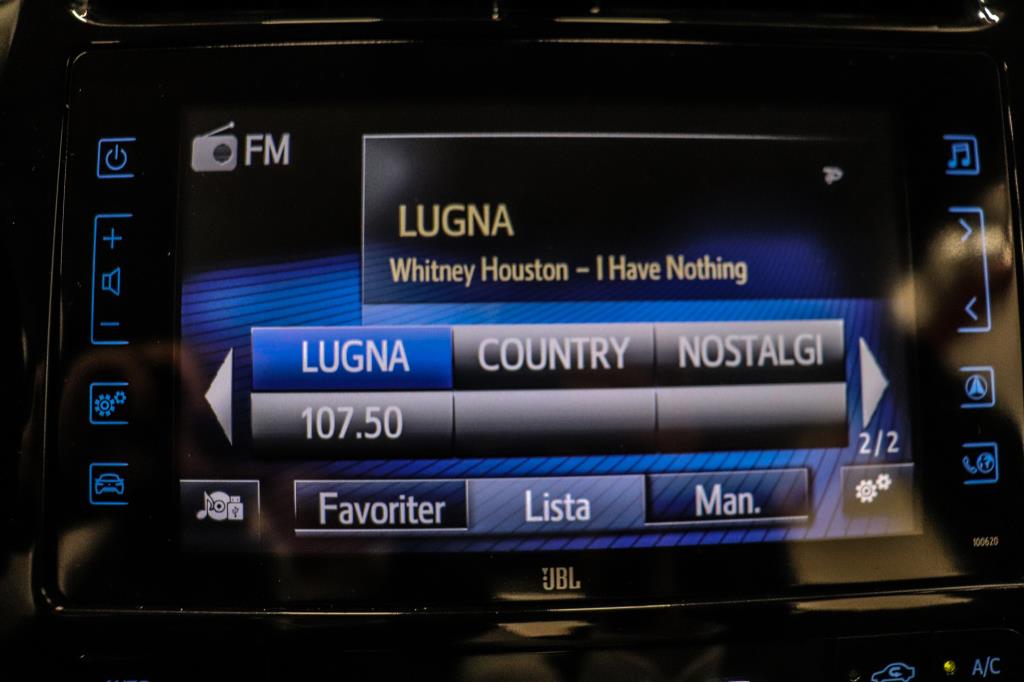 FM
LUGNA
Whitney Houston – I Have Nothing
LUGNA COUNTRY NOSTALGI
107.50
2/2
Favoriter Lista Man.
100620
JBL
A/C